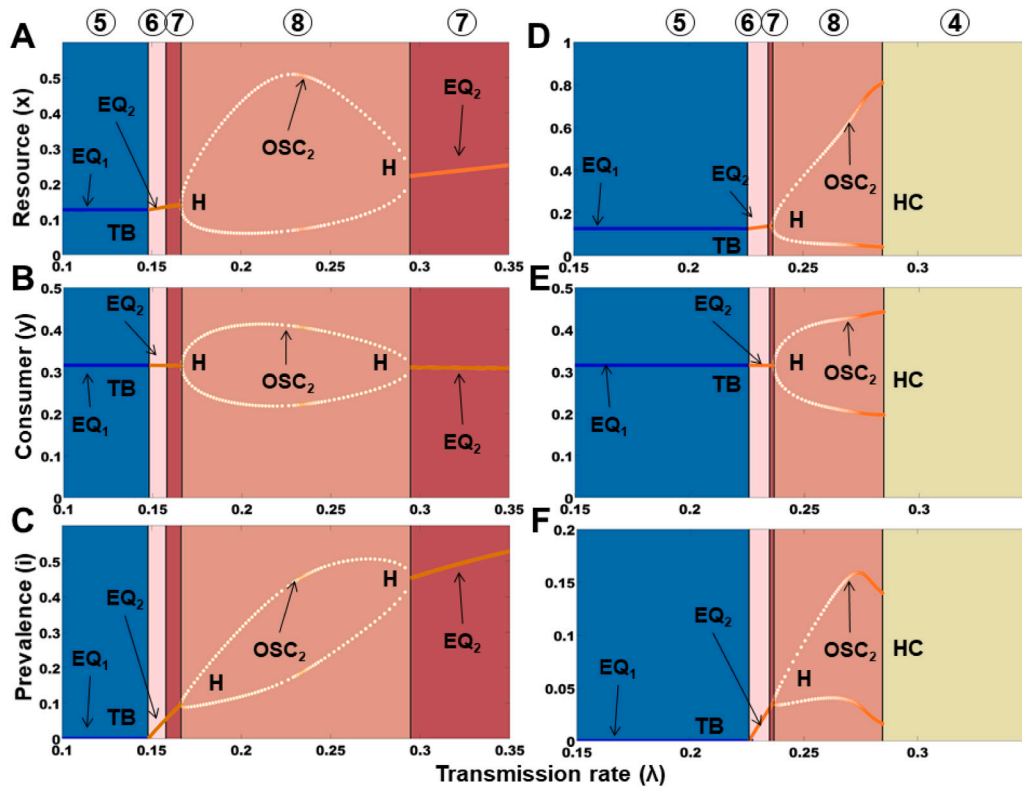 ⑤ ⑥ ⑦ ⑧ ⑦
A
Resource (x)
0.5
0.4
0.3
0.2
0.1
0
EQ₂
EQ₁
TB
H
OSC₂
H
EQ₂
0.1 0.15 0.2 0.25 0.3 0.35
B
Consumer (y)
0.5
0.4
0.3
0.2
0.1
0
EQ₂
TB
EQ₁
H
OSC₂
H
EQ₂
0.1 0.15 0.2 0.25 0.3 0.35
C
Prevalence (i)
0.5
0.4
0.3
0.2
0.1
0
EQ₂
EQ₁
TB
H
OSC₂
H
EQ₂
0.1 0.15 0.2 0.25 0.3 0.35
⑤ ⑥ ⑦ ⑧ ④
D
1
0.8
0.6
0.4
0.2
0
EQ₁
EQ₂
TB
H
OSC₂
HC
0.15 0.2 0.25 0.3
E
0.5
0.4
0.3
0.2
0.1
0
EQ₂
EQ₁
TB
H
OSC₂
HC
0.15 0.2 0.25 0.3
F
0.2
0.15
0.1
0.05
0
EQ₁
EQ₂
TB
H
OSC₂
HC
0.15 0.2 0.25 0.3
Transmission rate (λ)